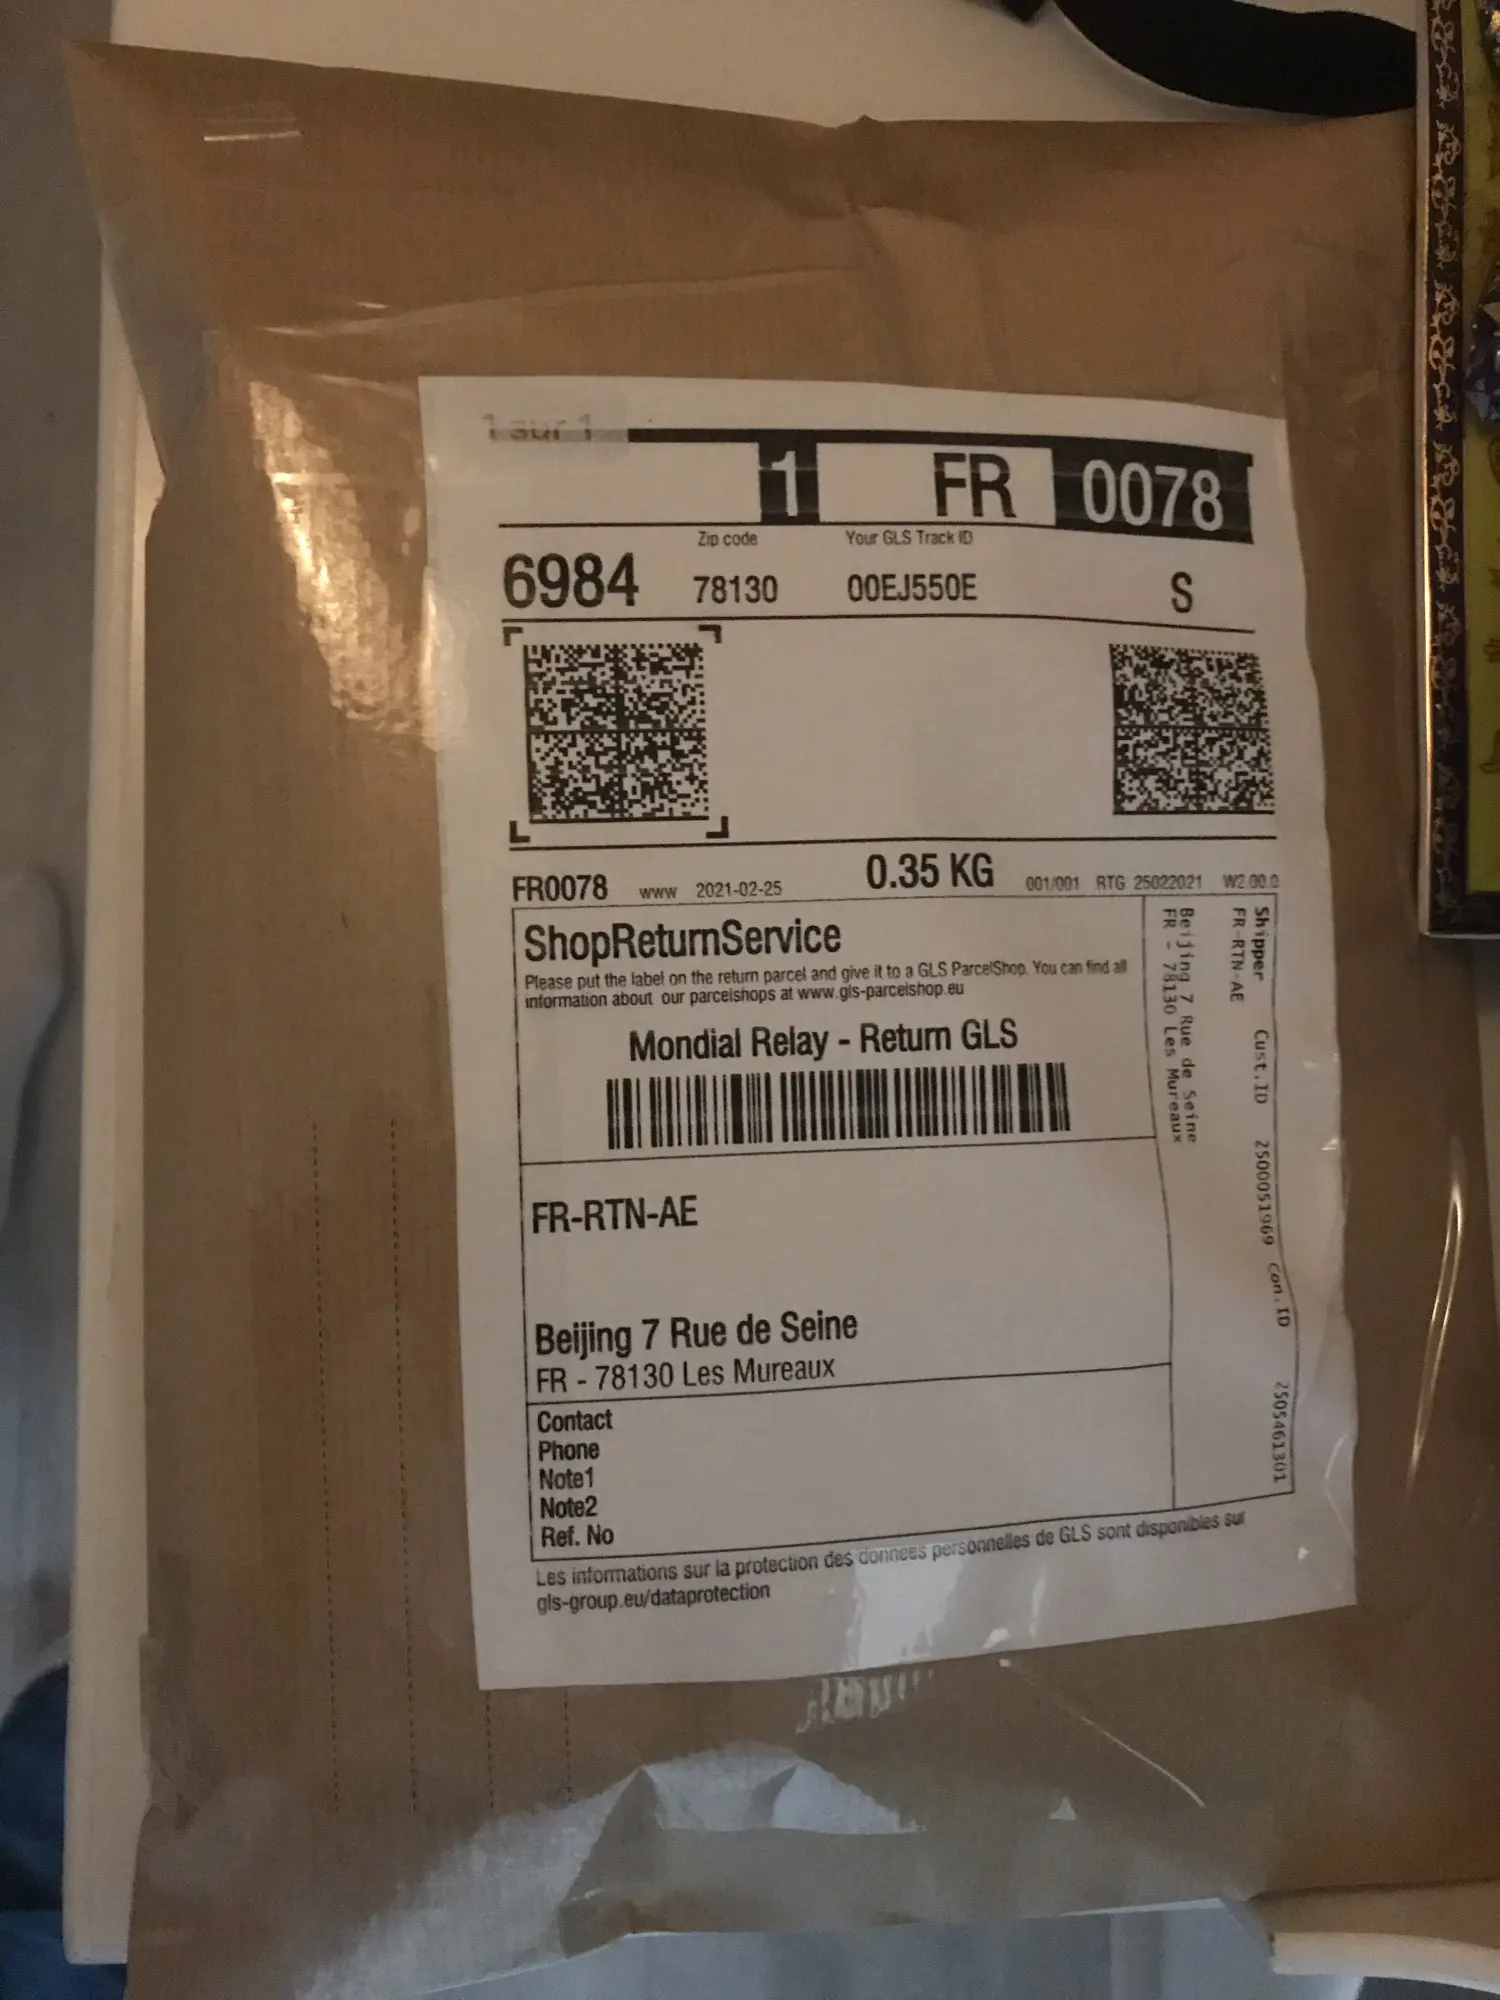 1 sur 1
1 FR 0078
Zip code Your GLS Track ID
6984 78130 00EJ550E S
FR0078 www 2021-02-25 0.35 KG 001/001 RTG 25022021 W2.00.0
ShopReturnService
Please put the label on the return parcel and give it to a GLS ParcelShop. You can find all
information about our parcelshops at www.gls-parcelshop.eu
Mondial Relay - Return GLS
FR-RTN-AE
Beijing 7 Rue de Seine
FR - 78130 Les Mureaux
Contact
Phone
Note1
Note2
Ref. No
Shipper Cust.ID 2500051969 Con.ID 2505461301
FR-RTN-AE
Beijing 7 Rue de Seine
FR - 78130 Les Mureaux
Les informations sur la protection des donnees personnelles de GLS sont disponibles sur
gls-group.eu/dataprotection